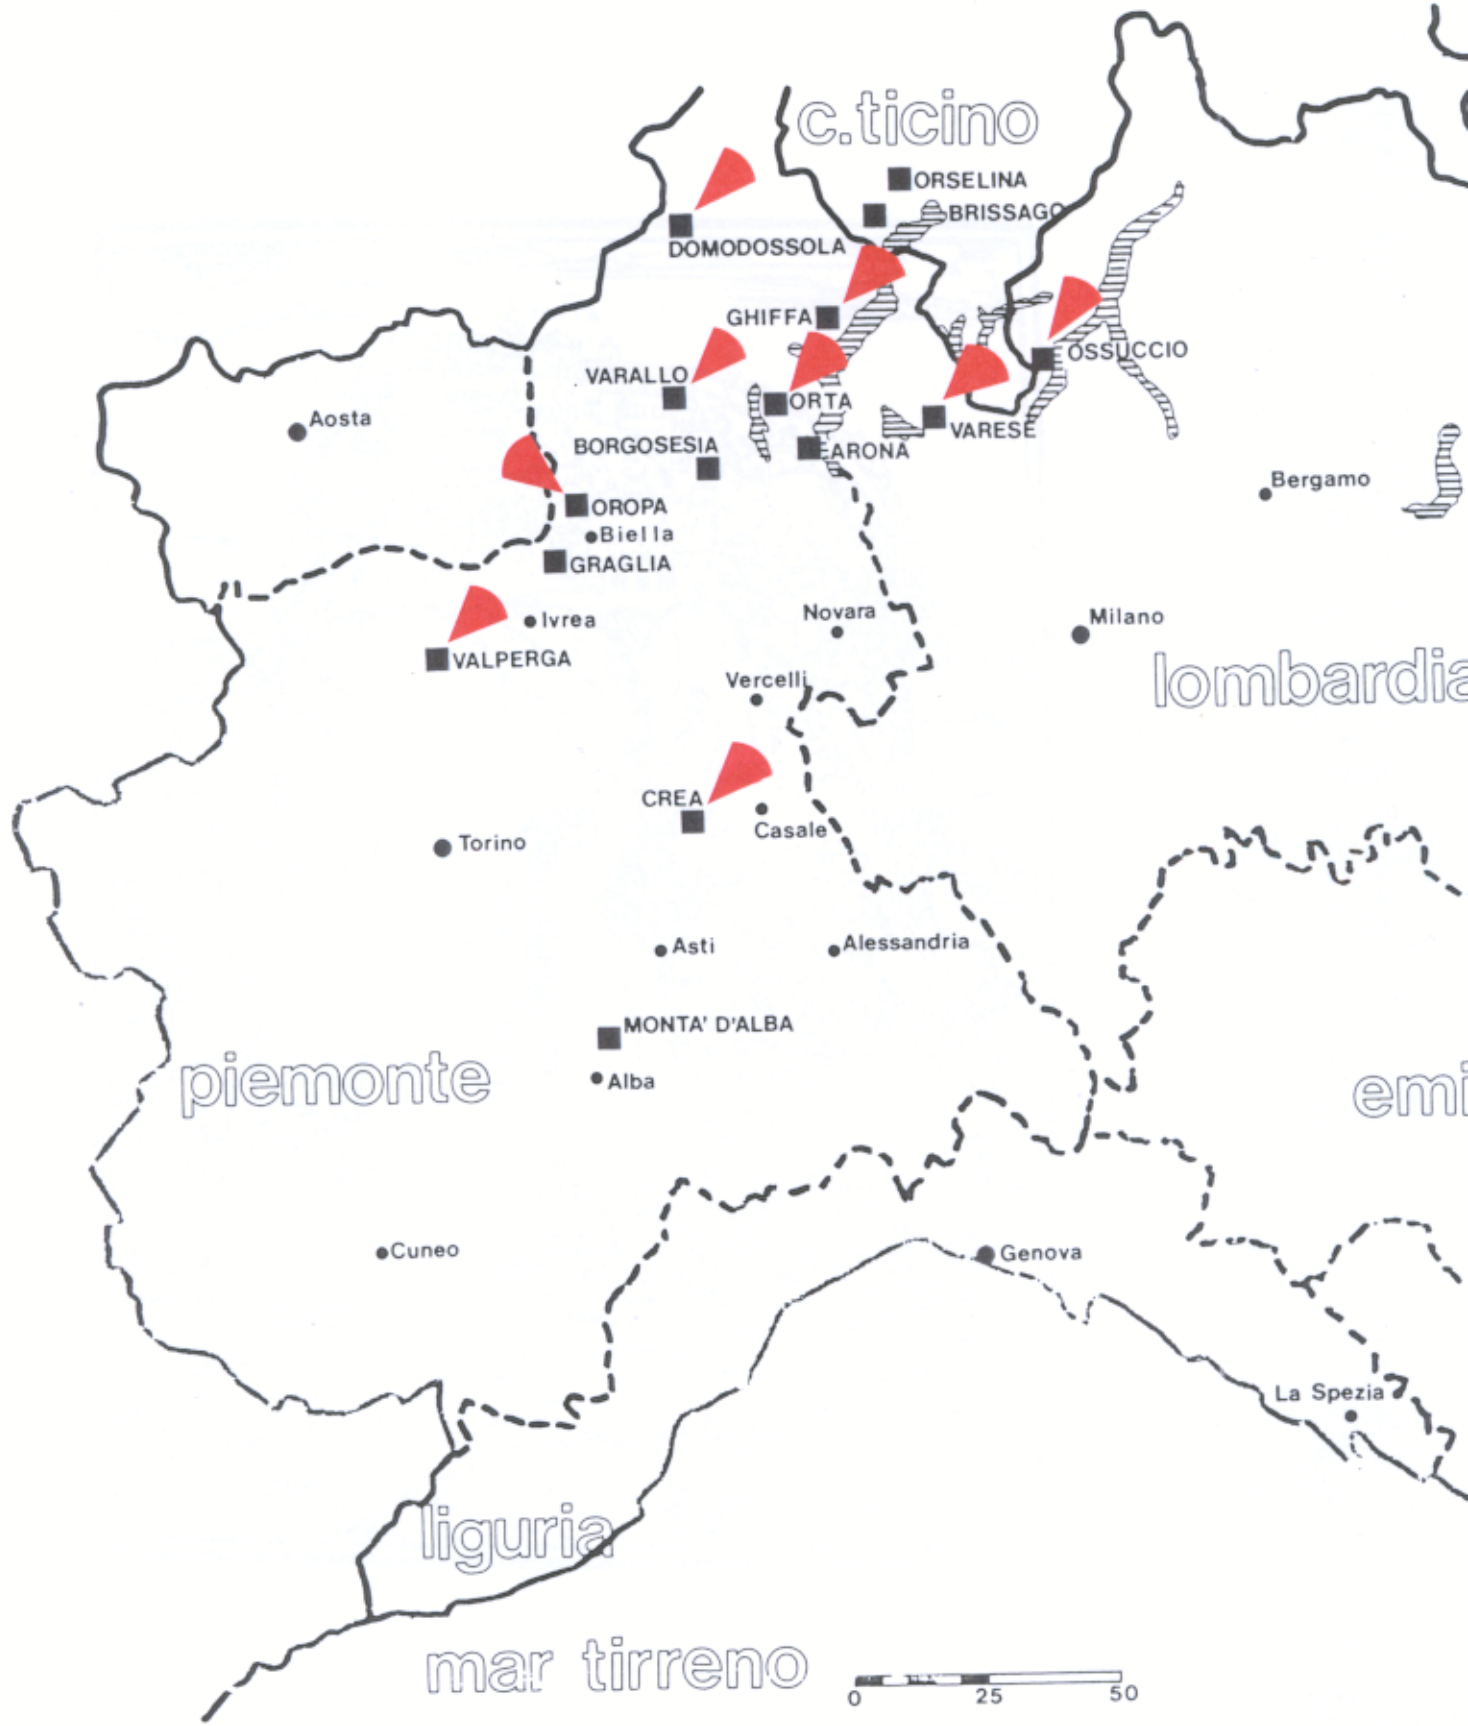 c.ticino
ORSELINA
BRISSAGO
DOMODOSSOLA
GHIFFA
OSSUCCIO
VARALLO
ORTA
Aosta
VARESE
BORGOSESIA
ARONA
Bergamo
OROPA
Biella
GRAGLIA
Novara
Milano
Ivrea
VALPERGA
lombardia
Vercelli
CREA
Casale
Torino
Asti
Alessandria
MONTA' D'ALBA
piemonte
Alba
emi
Cuneo
Genova
La Spezia
liguria
mar tirreno
0 25 50